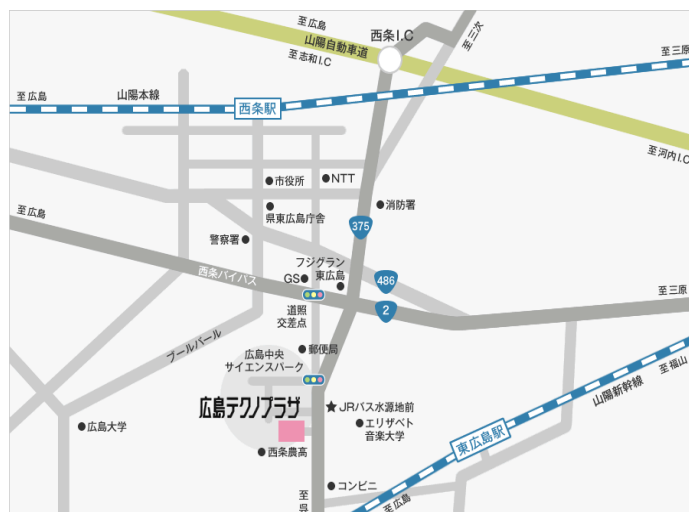 至広島
西条I.C
山陽自動車道
至志和I.C
至三次
至三原
至広島
山陽本線
西条駅
至河内I.C
市役所
NTT
県東広島庁舎
消防署
375
至広島
警察署
西条バイパス
フジグラン
東広島
GS
486
2
至三原
道照
交差点
ブールバール
郵便局
広島中央
サイエンスパーク
広島テクノプラザ
JRバス水源地前
エリザベト
音楽大学
広島大学
西条農高
コンビニ
至呉
至広島
東広島駅
山陽新幹線
至福山